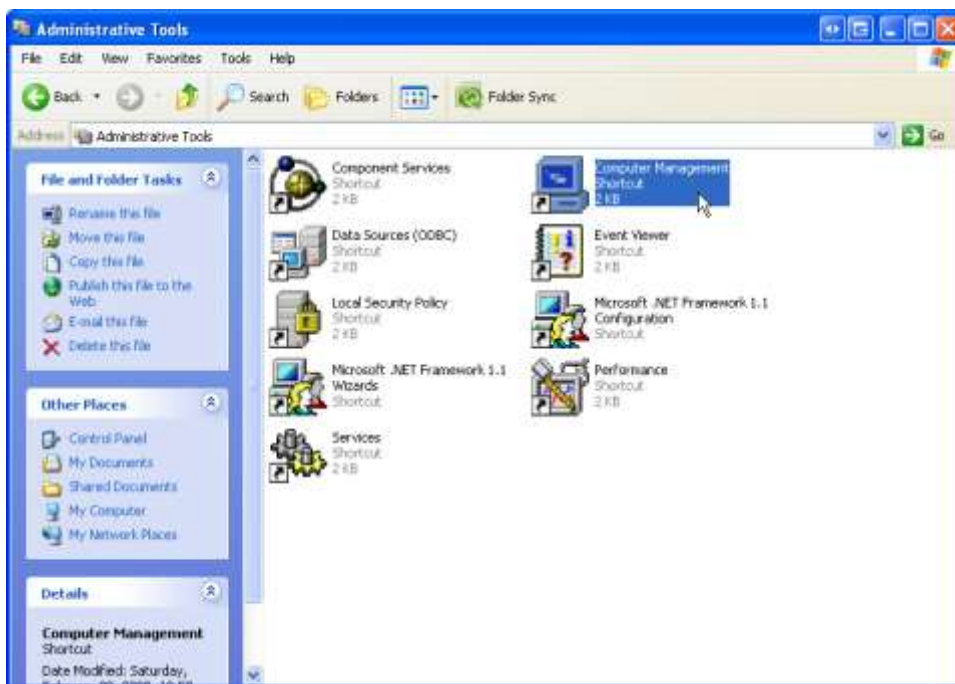 Administrative Tools
File Edit View Favorites Tools Help
Back Search Folders Folder Sync
Address Administrative Tools Go
File and Folder Tasks
Rename this file
Move this file
Copy this file
Publish this file to the
Web
E-mail this file
Delete this file
Other Places
Control Panel
My Documents
Shared Documents
My Computer
My Network Places
Details
Computer Management
Shortcut
Date Modified: Saturday,
Component Services
Shortcut
2 KB
Computer Management
Shortcut
2 KB
Data Sources (ODBC)
Shortcut
2 KB
Event Viewer
Shortcut
2 KB
Local Security Policy
Shortcut
2 KB
Microsoft .NET Framework 1.1
Configuration
Shortcut
Microsoft .NET Framework 1.1
Wizards
Shortcut
Performance
Shortcut
2 KB
Services
Shortcut
2 KB